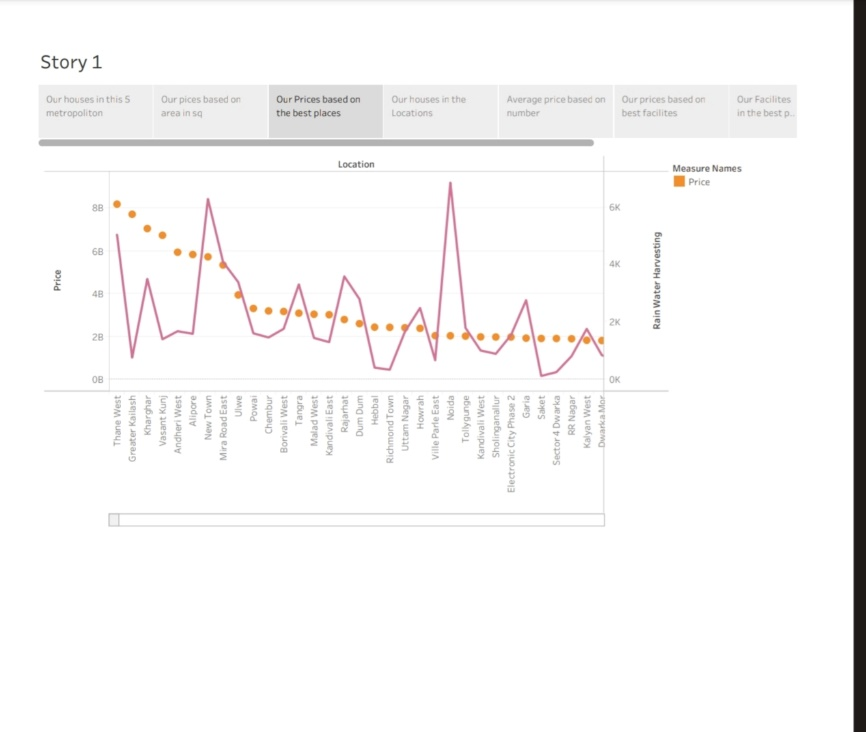 Story 1
Our houses in this 5
metropoliton
Our pices based on
area in sq
Our Prices based on
the best places
Our houses in the
Locations
Average price based on
number
Our prices based on
best facilites
Our Facilites
in the best p..
Location
Measure Names
Price
8B
6B
4B
2B
0B
Price
6K
4K
2K
0K
Rain Water Harvesting
Thane West
Greater Kailash
Kharghar
Vasant Kunj
Andheri West
Alipore
New Town
Mira Road East
Ulwe
Powai
Chembur
Borivali West
Tangra
Malad West
Kandivali East
Rajarhat
Dum Dum
Hebbal
Richmond Town
Uttam Nagar
Howrah
Ville Parle East
Noida
Tollygunge
Kandivali West
Sholinganallur
Electronic City Phase 2
Garia
Saket
Sector 4 Dwarka
RR Nagar
Kalyan West
Dwarka Mor